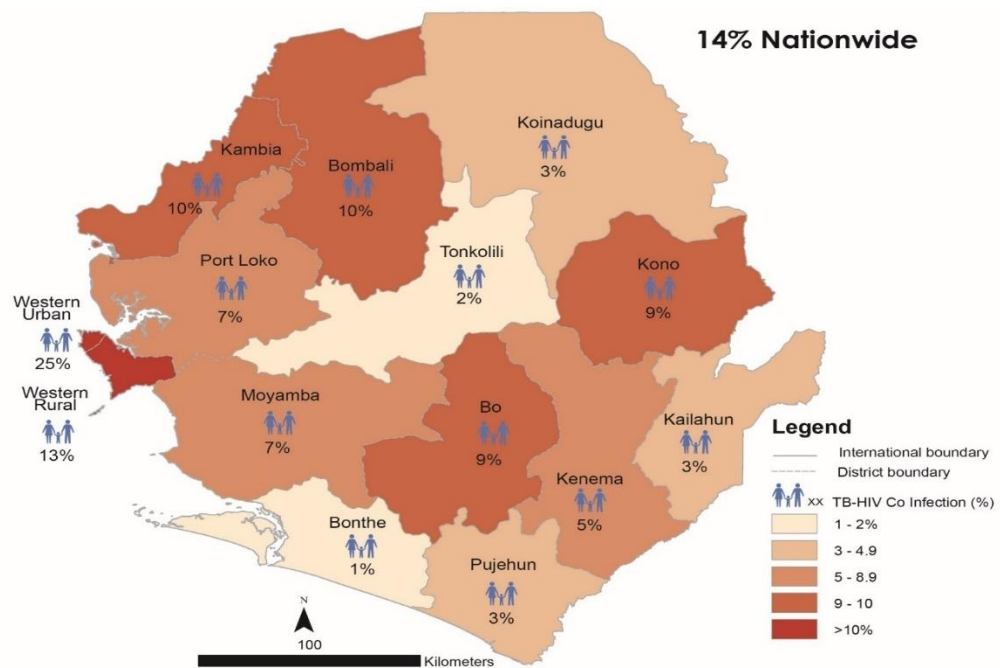 14% Nationwide
Koinadugu
3%
Kambia
10%
Bombali
10%
Tonkolili
2%
Kono
9%
Port Loko
7%
Western
Urban
25%
Western
Rural
13%
Moyamba
7%
Bo
9%
Kailahun
3%
Kenema
5%
Bonthe
1%
Pujehun
3%
Legend
International boundary
District boundary
xx TB-HIV Co Infection (%)
1 - 2%
3 - 4.9
5 - 8.9
9 - 10
>10%
N
100
Kilometers